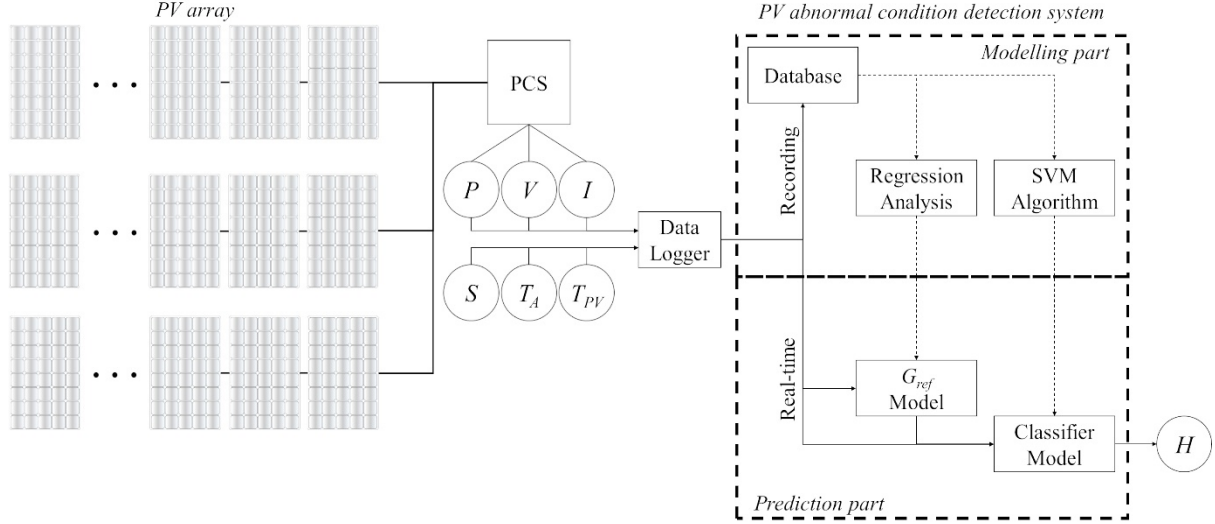 PV array
PV abnormal condition detection system
Modelling part
Database
PCS
Recording
Regression
Analysis
SVM
Algorithm
P
V
I
Data
Logger
S
T_A
T_PV
Real-time
G_ref
Model
Classifier
Model
H
Prediction part